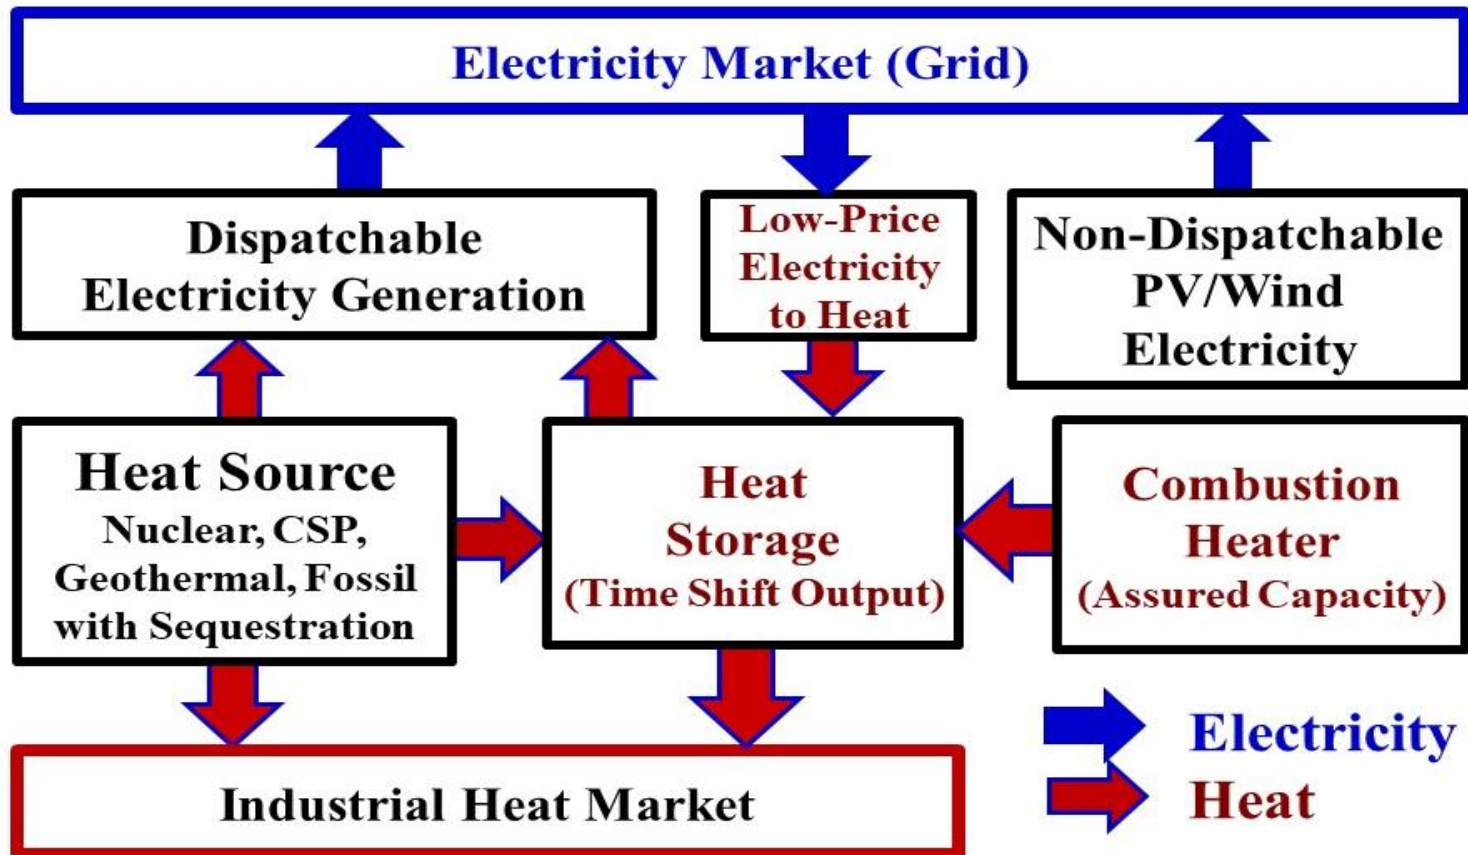 Electricity Market (Grid)
Dispatchable
Electricity Generation
Low-Price
Electricity
to Heat
Non-Dispatchable
PV/Wind
Electricity
Heat Source
Nuclear, CSP,
Geothermal, Fossil
with Sequestration
Heat
Storage
(Time Shift Output)
Combustion
Heater
(Assured Capacity)
Industrial Heat Market
Electricity
Heat